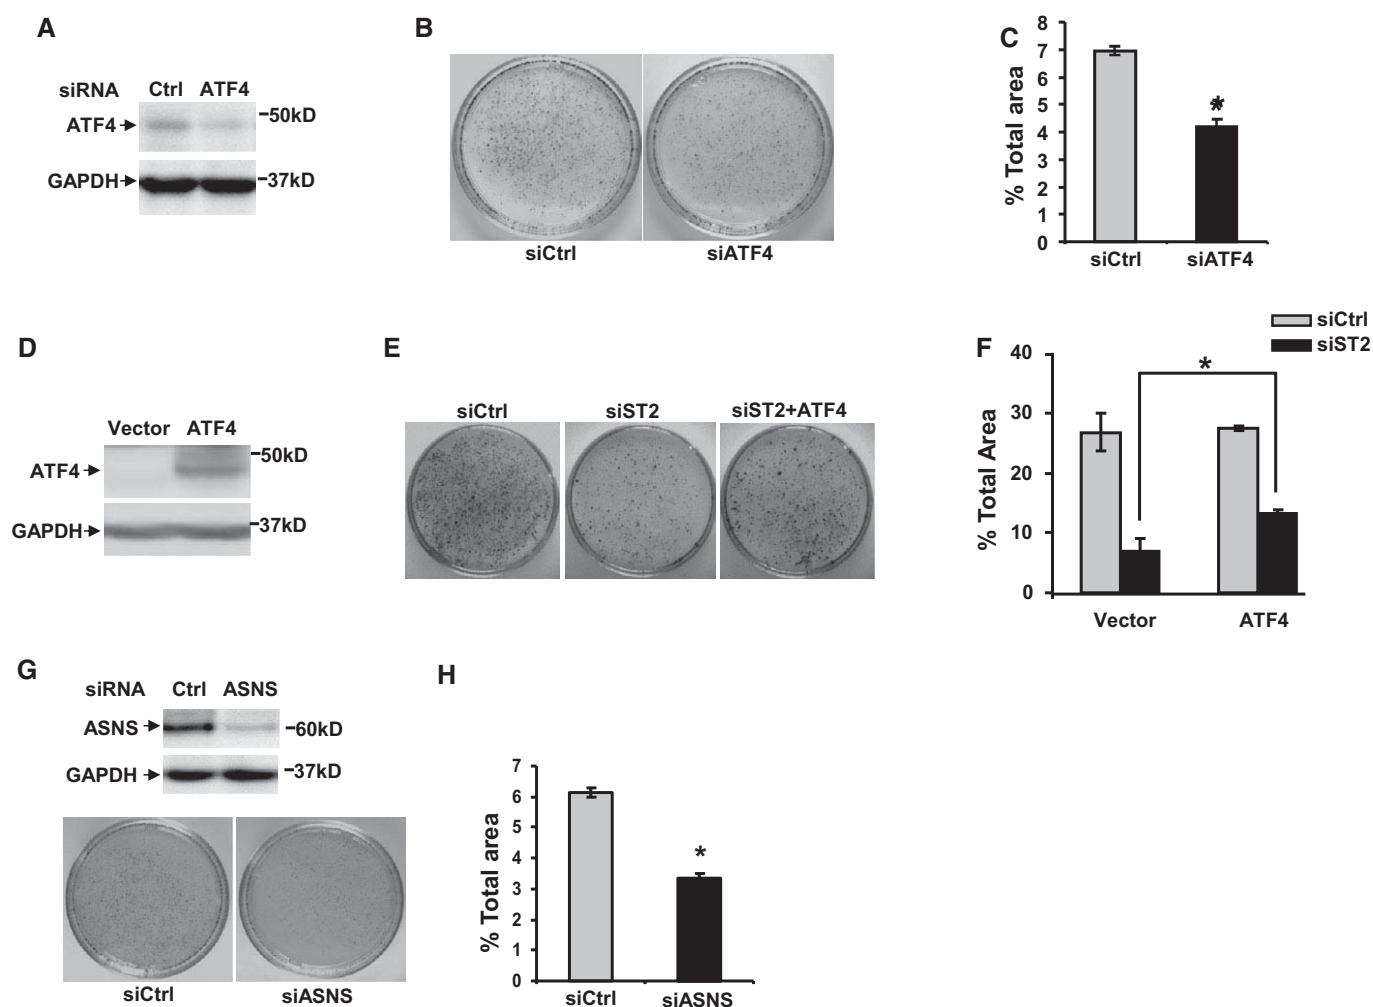 A
siRNA Ctrl ATF4
ATF4
-50kD
GAPDH
-37kD
B
siCtrl
siATF4
C
% Total area
8
7
6
5
4
3
2
1
0
*
siCtrl
siATF4
D
Vector ATF4
ATF4
-50kD
GAPDH
-37kD
E
siCtrl
siST2
siST2+ATF4
F
siCtrl
siST2
% Total Area
40
30
20
10
0
*
Vector
ATF4
G
siRNA Ctrl ASNS
ASNS
-60kD
GAPDH
-37kD
siCtrl
siASNS
H
% Total area
7
6
5
4
3
2
1
0
*
siCtrl
siASNS